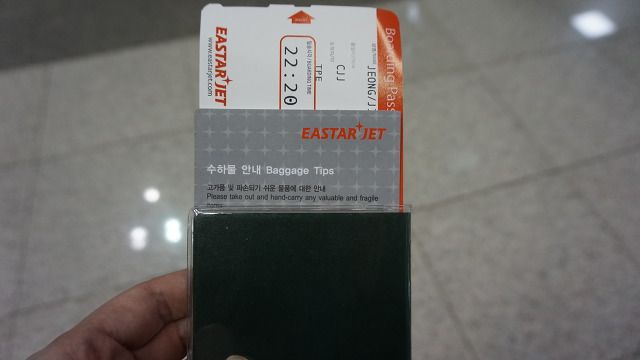 EASTAR JET
www.eastarjet.com
22:20
TPE
CJJ
JEONG/J
Boarding Pass
EASTAR JET
수하물 안내 Baggage Tips
고가품 및 파손되기 쉬운 물품에 대한 안내
Please take out and hand-carry any valuable and fragile
items